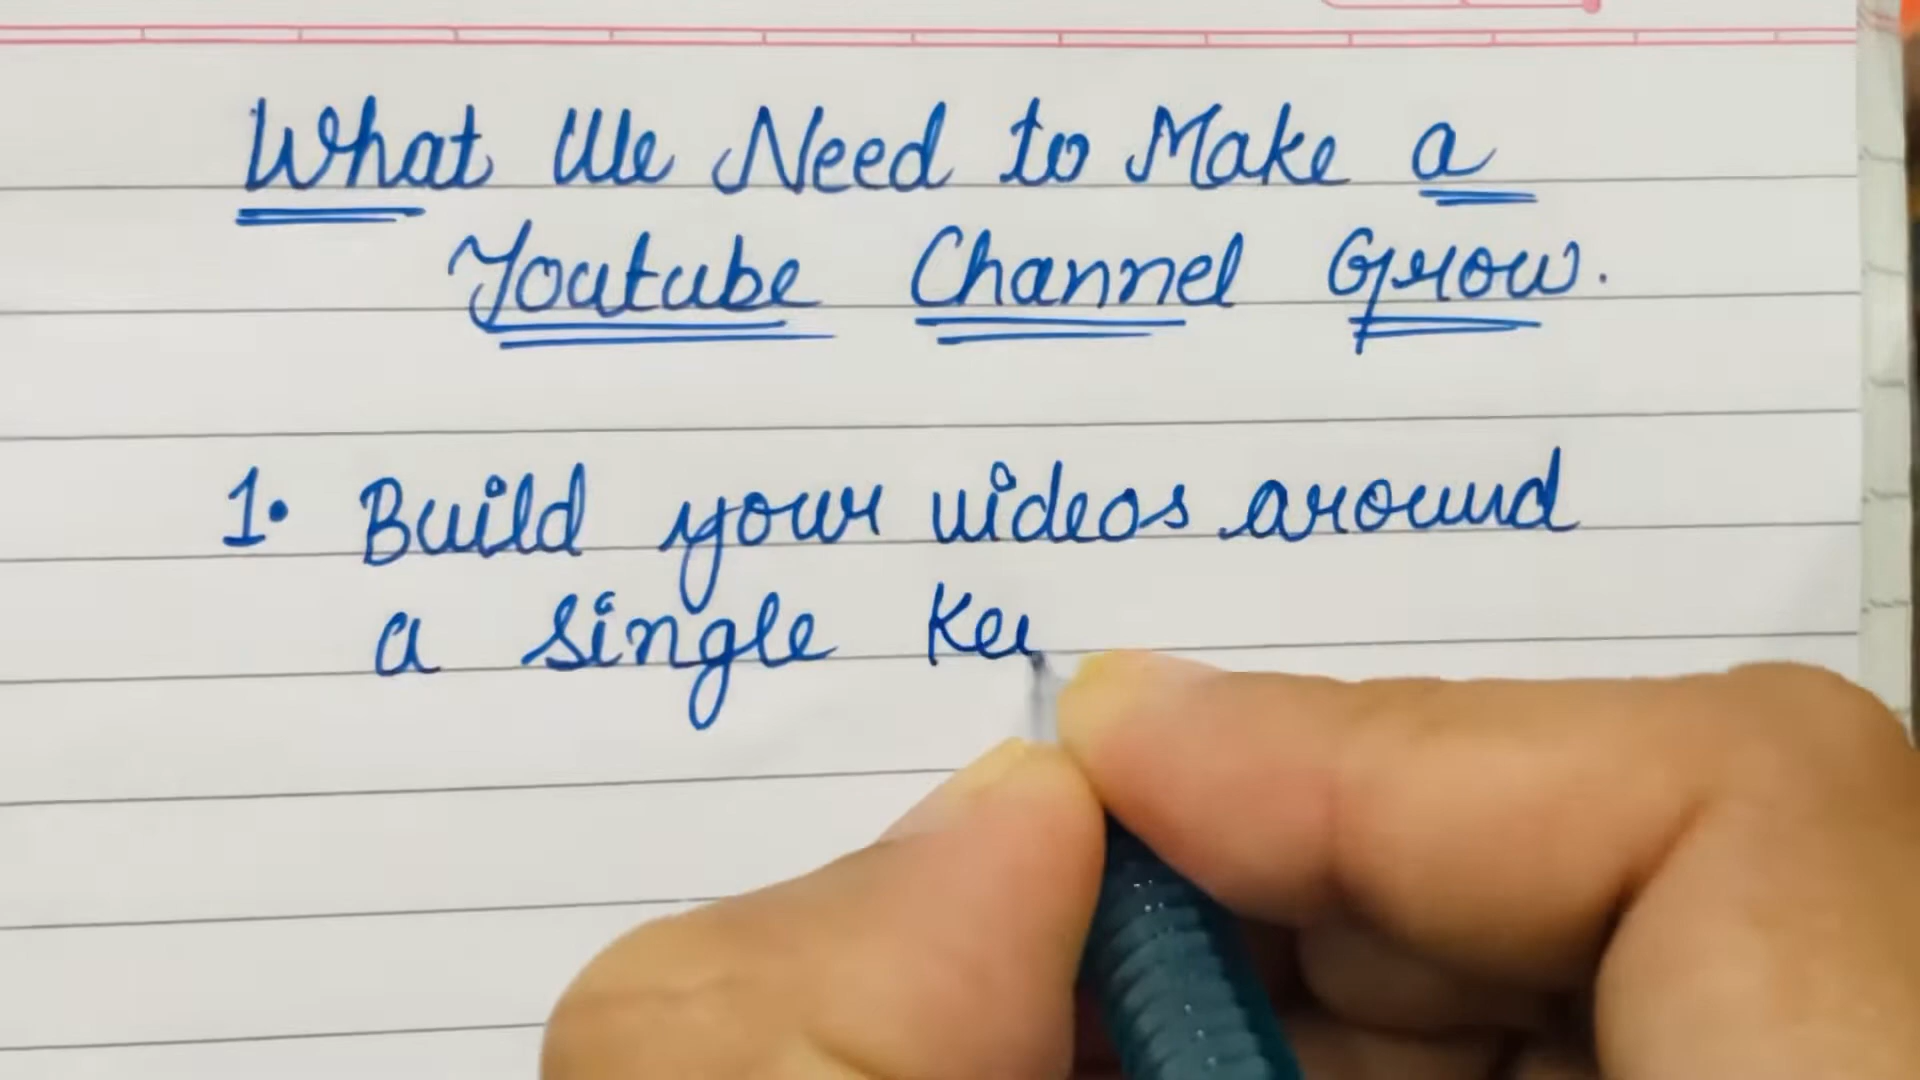 What We Need to Make a
Youtube Channel Grow.
1. Build your videos around
a single